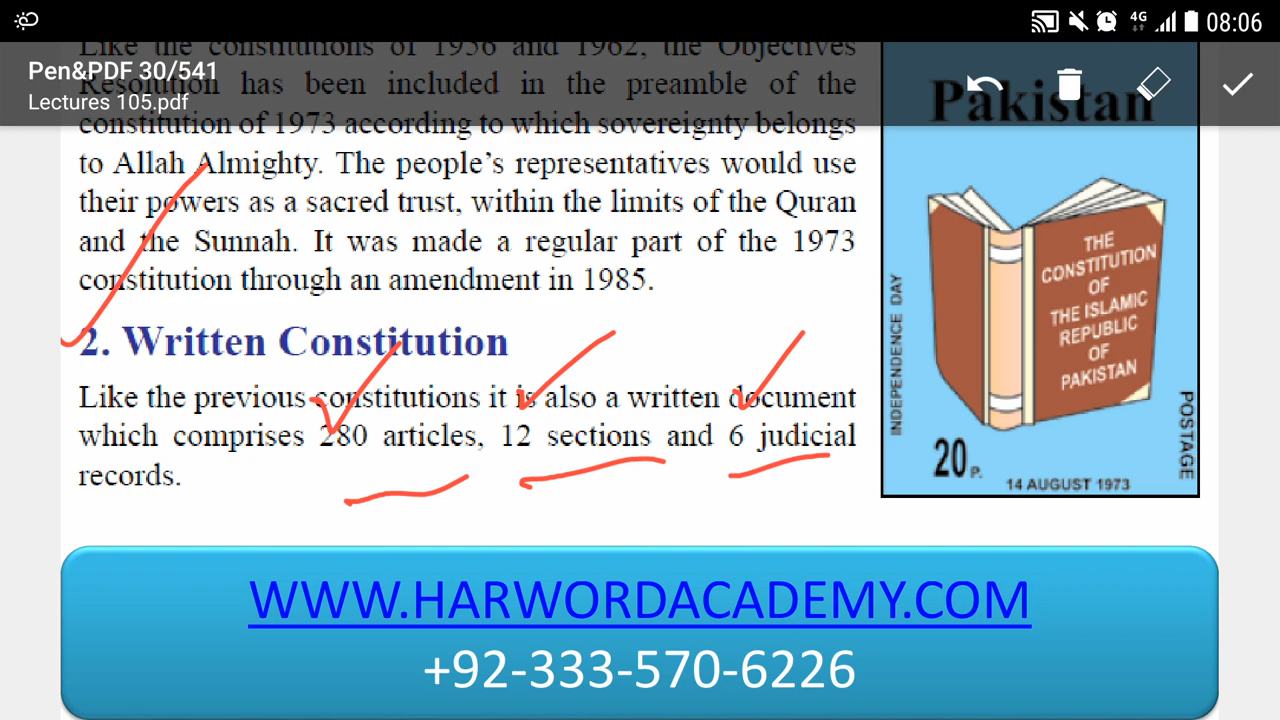 4G 08:06
Pen&PDF 30/541
Lectures 105.pdf
Like the constitutions of 1956 and 1962, the Objectives
Resolution has been included in the preamble of the
constitution of 1973 according to which sovereignty belongs
to Allah Almighty. The people's representatives would use
their powers as a sacred trust, within the limits of the Quran
and the Sunnah. It was made a regular part of the 1973
constitution through an amendment in 1985.
2. Written Constitution
Like the previous constitutions it is also a written document
which comprises 280 articles, 12 sections and 6 judicial
records.
Pakistan
THE
CONSTITUTION
OF
THE ISLAMIC
REPUBLIC
OF
PAKISTAN
INDEPENDENCE DAY
POSTAGE
20 P.
14 AUGUST 1973
WWW.HARWORDACADEMY.COM
+92-333-570-6226